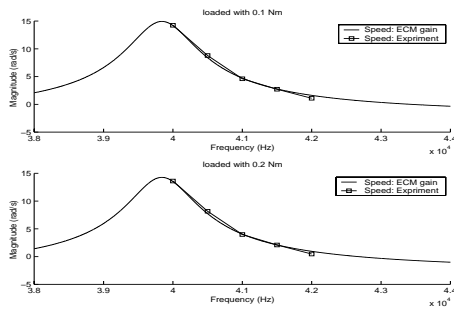 loaded with 0.1 Nm
15
10
5
0
-5
Magnitude (rad/s)
Speed: ECM gain
Speed: Expriment
3.8 3.9 4 4.1 4.2 4.3 4.4
Frequency (Hz)
x 10^4
loaded with 0.2 Nm
15
10
5
0
-5
Magnitude (rad/s)
Speed: ECM gain
Speed: Expriment
3.8 3.9 4 4.1 4.2 4.3 4.4
Frequency (Hz)
x 10^4